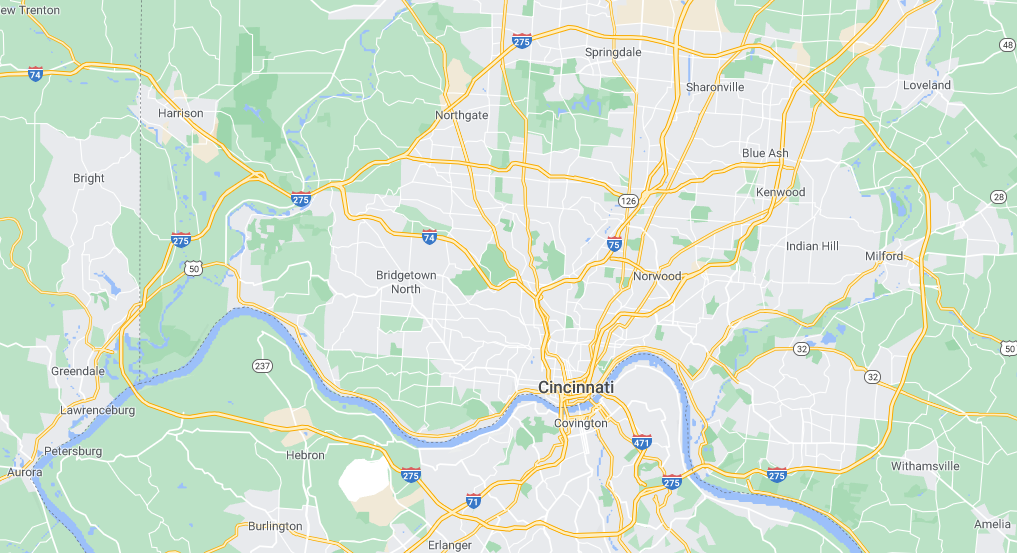 ew Trenton
275
Springdale
48
74
Sharonville
Loveland
Harrison
Northgate
Blue Ash
Bright
Kenwood
28
275
126
275
74
75
Indian Hill
Milford
50
Bridgetown
North
Norwood
50
32
237
Greendale
32
Cincinnati
Lawrenceburg
Covington
471
Petersburg
Hebron
Aurora
275
275
275
Withamsville
71
Burlington
Amelia
Erlanger